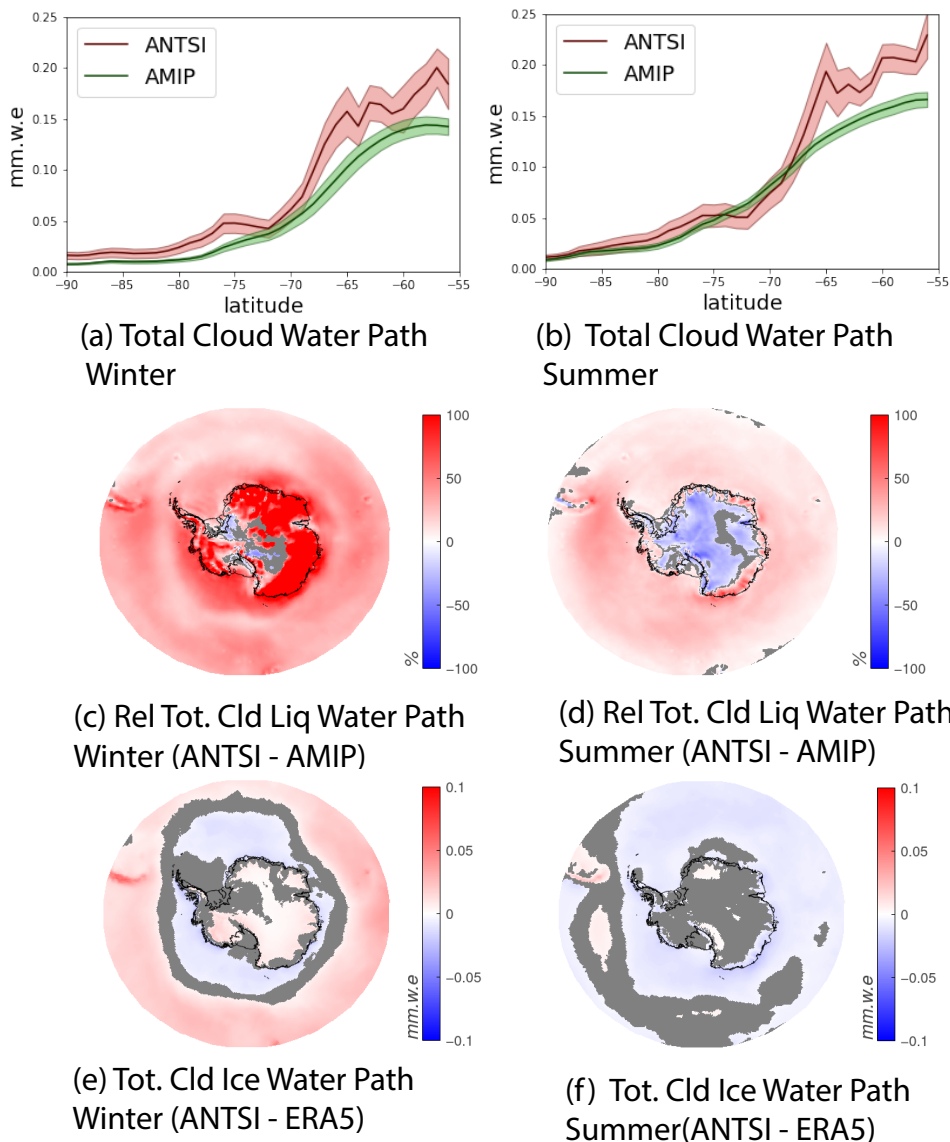 0.25
0.20
0.15
0.10
0.05
0.00
mm.w.e
ANTSI
AMIP
−90 −85 −80 −75 −70 −65 −60 −55
latitude
(a) Total Cloud Water Path
Winter
0.25
0.20
0.15
0.10
0.05
0.00
mm.w.e
ANTSI
AMIP
−90 −85 −80 −75 −70 −65 −60 −55
latitude
(b) Total Cloud Water Path
Summer
100
50
0
−50
−100
%
(c) Rel Tot. Cld Liq Water Path
Winter (ANTSI - AMIP)
100
50
0
−50
−100
%
(d) Rel Tot. Cld Liq Water Path
Summer (ANTSI - AMIP)
0.1
0.05
0
−0.05
−0.1
mm.w.e
(e) Tot. Cld Ice Water Path
Winter (ANTSI - ERA5)
0.1
0.05
0
−0.05
−0.1
mm.w.e
(f) Tot. Cld Ice Water Path
Summer(ANTSI - ERA5)